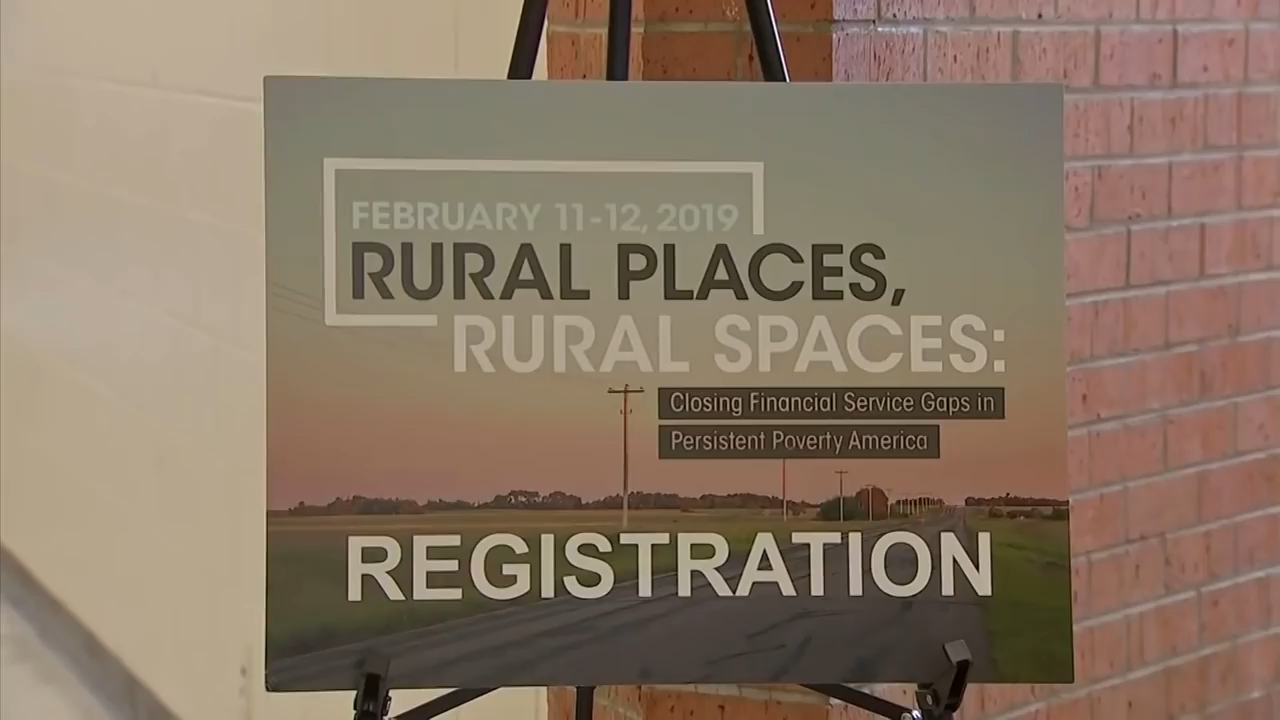 FEBRUARY 11-12, 2019
RURAL PLACES,
RURAL SPACES:
Closing Financial Service Gaps in
Persistent Poverty America
REGISTRATION